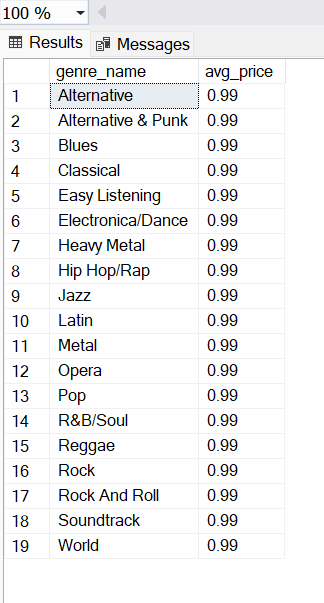 100 %
Results Messages
genre_name avg_price
1 Alternative 0.99
2 Alternative & Punk 0.99
3 Blues 0.99
4 Classical 0.99
5 Easy Listening 0.99
6 Electronica/Dance 0.99
7 Heavy Metal 0.99
8 Hip Hop/Rap 0.99
9 Jazz 0.99
10 Latin 0.99
11 Metal 0.99
12 Opera 0.99
13 Pop 0.99
14 R&B/Soul 0.99
15 Reggae 0.99
16 Rock 0.99
17 Rock And Roll 0.99
18 Soundtrack 0.99
19 World 0.99